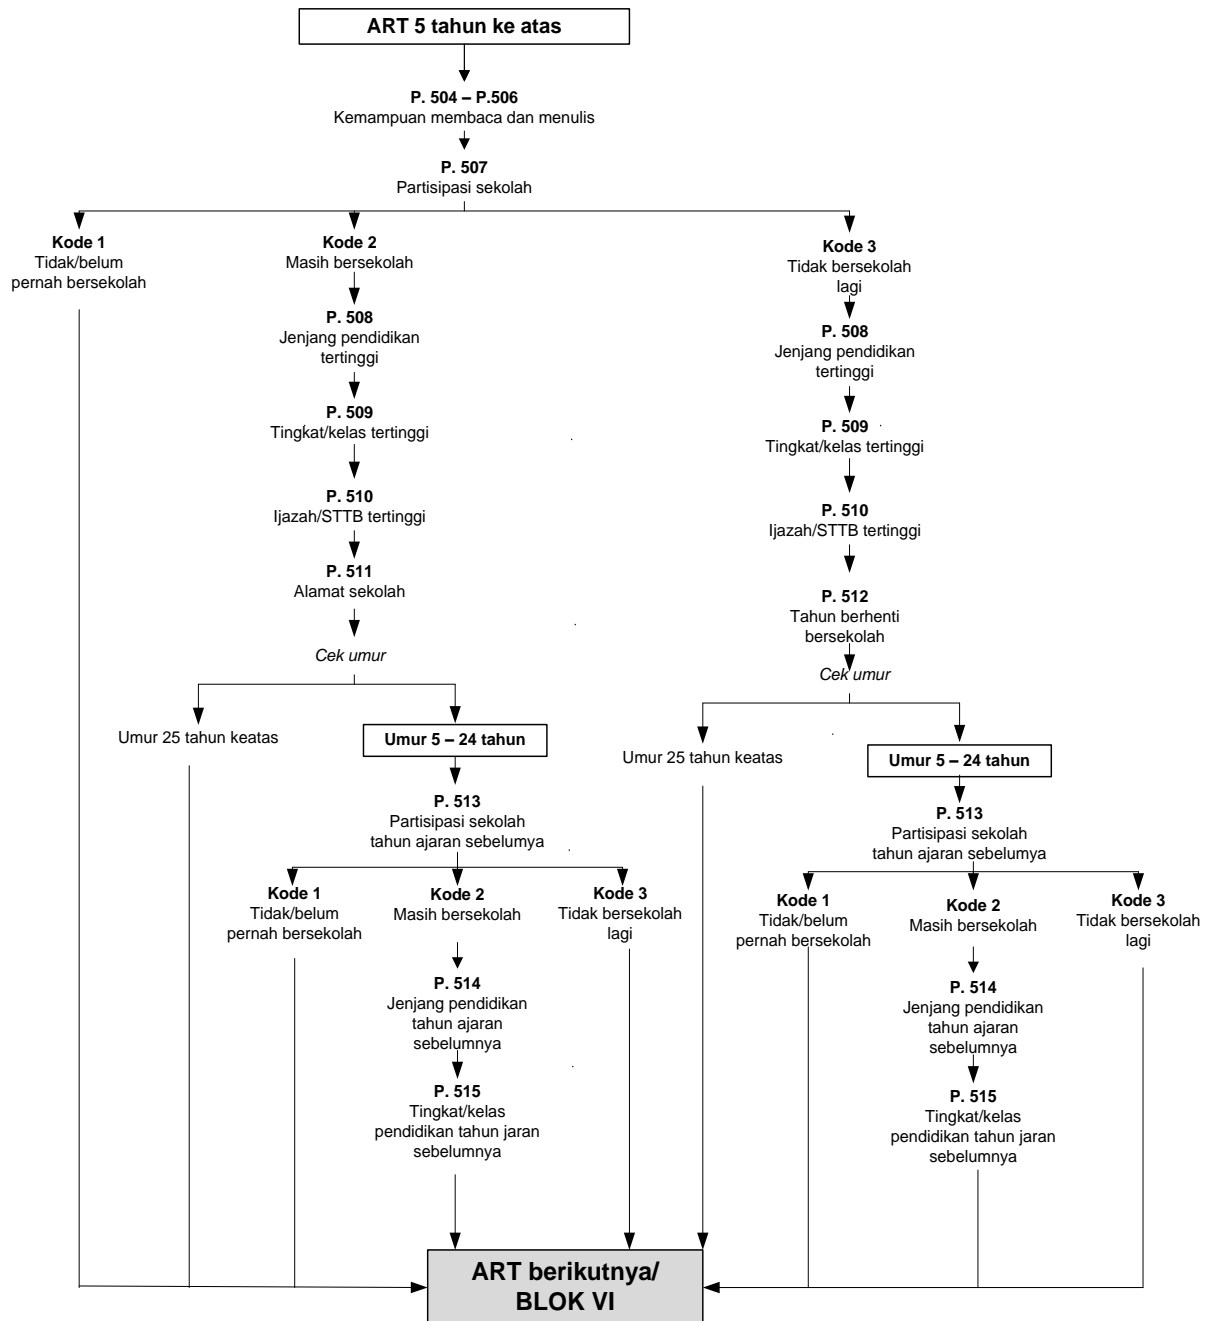 ART 5 tahun ke atas
P. 504 – P.506
Kemampuan membaca dan menulis
P. 507
Partisipasi sekolah
Kode 1
Tidak/belum
pernah bersekolah
Kode 2
Masih bersekolah
P. 508
Jenjang pendidikan
tertinggi
P. 509
Tingkat/kelas tertinggi
P. 510
Ijazah/STTB tertinggi
P. 511
Alamat sekolah
Cek umur
Umur 25 tahun keatas
Umur 5 – 24 tahun
P. 513
Partisipasi sekolah
tahun ajaran sebelumya
Kode 1
Tidak/belum
pernah bersekolah
Kode 2
Masih bersekolah
Kode 3
Tidak bersekolah
lagi
P. 514
Jenjang pendidikan
tahun ajaran
sebelumnya
P. 515
Tingkat/kelas
pendidikan tahun jaran
sebelumnya
Kode 3
Tidak bersekolah
lagi
P. 508
Jenjang pendidikan
tertinggi
P. 509
Tingkat/kelas tertinggi
P. 510
Ijazah/STTB tertinggi
P. 512
Tahun berhenti
bersekolah
Cek umur
Umur 25 tahun keatas
Umur 5 – 24 tahun
P. 513
Partisipasi sekolah
tahun ajaran sebelumya
Kode 1
Tidak/belum
pernah bersekolah
Kode 2
Masih bersekolah
Kode 3
Tidak bersekolah
lagi
P. 514
Jenjang pendidikan
tahun ajaran
sebelumnya
P. 515
Tingkat/kelas
pendidikan tahun jaran
sebelumnya
ART berikutnya/
BLOK VI